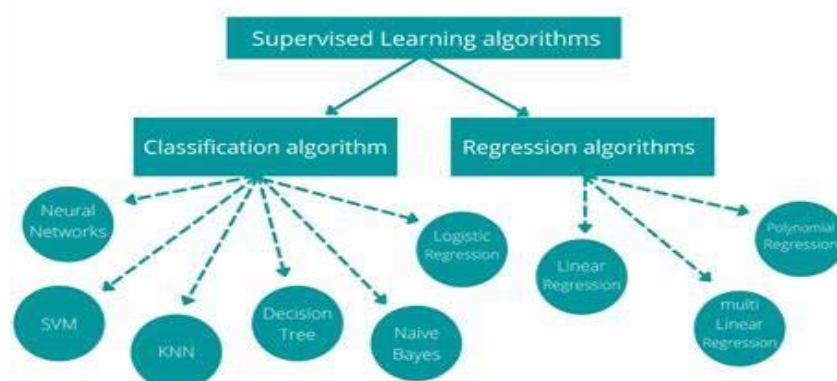 Supervised Learning algorithms
Classification algorithm
Regression algorithms
Neural
Networks
SVM
KNN
Decision
Tree
Naive
Bayes
Logistic
Regression
Linear
Regression
multi
Linear
Regression
Polynomial
Regression